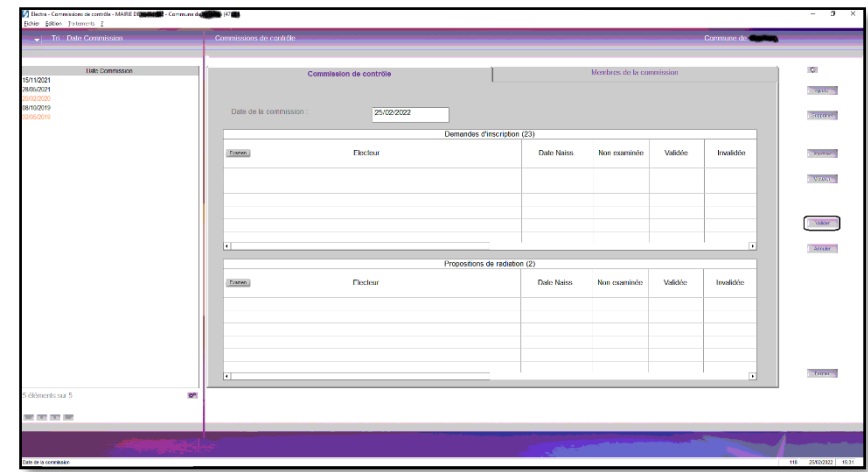 Electra - Commissions de contrôle - MAIRIE DE - Commune de (47
Fichier Edition Traitements ?
Tri Date Commission
Commissions de contrôle
Commune de
Date Commission
15/11/2021
28/05/2021
08/10/2019
Commission de contrôle
Membres de la commission
Date de la commission :
25/02/2022
Demandes d'inscription (23)
Examen Electeur Date Naiss Non examinée Validée Invalidée
Propositions de radiation (2)
Examen Electeur Date Naiss Non examinée Validée Invalidée
Valider
Annuler
5 éléments sur 5
Date de la commission
25/02/2022